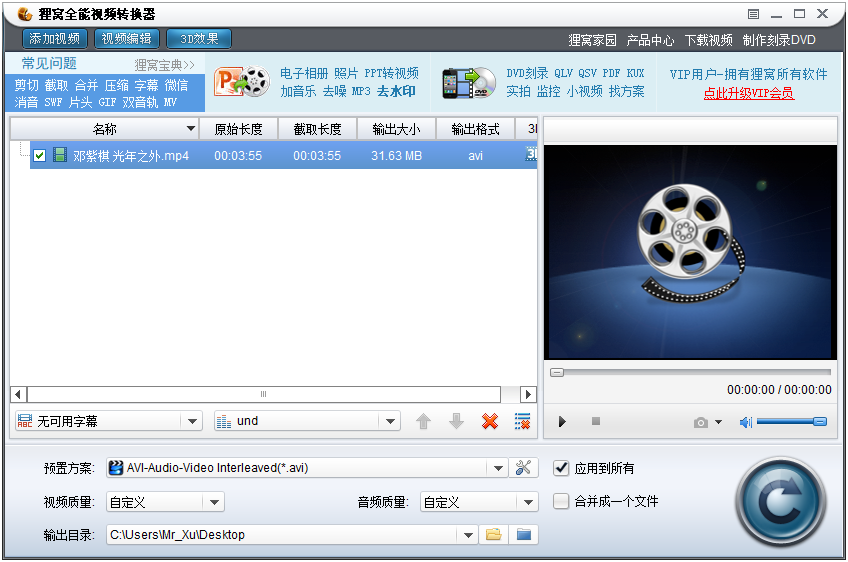 狸窝全能视频转换器
添加视频 视频编辑 3D效果 狸窝家园 产品中心 下载视频 制作刻录DVD
常见问题 狸窝宝典>>
剪切 截取 合并 压缩 字幕 微信
消音 SWF 片头 GIF 双音轨 MV
电子相册 照片 PPT转视频
加音乐 去噪 MP3 去水印
DVD刻录 QLV QSV PDF KUX
实拍 监控 小视频 找方案
VIP用户-拥有狸窝所有软件
点此升级VIP会员
名称 原始长度 截取长度 输出大小 输出格式
邓紫棋 光年之外.mp4 00:03:55 00:03:55 31.63 MB avi
00:00:00 / 00:00:00
无可用字幕 und
预置方案: AVI-Audio-Video Interleaved(*.avi) 应用到所有
视频质量: 自定义 音频质量: 自定义 合并成一个文件
输出目录: C:\Users\Mr_Xu\Desktop